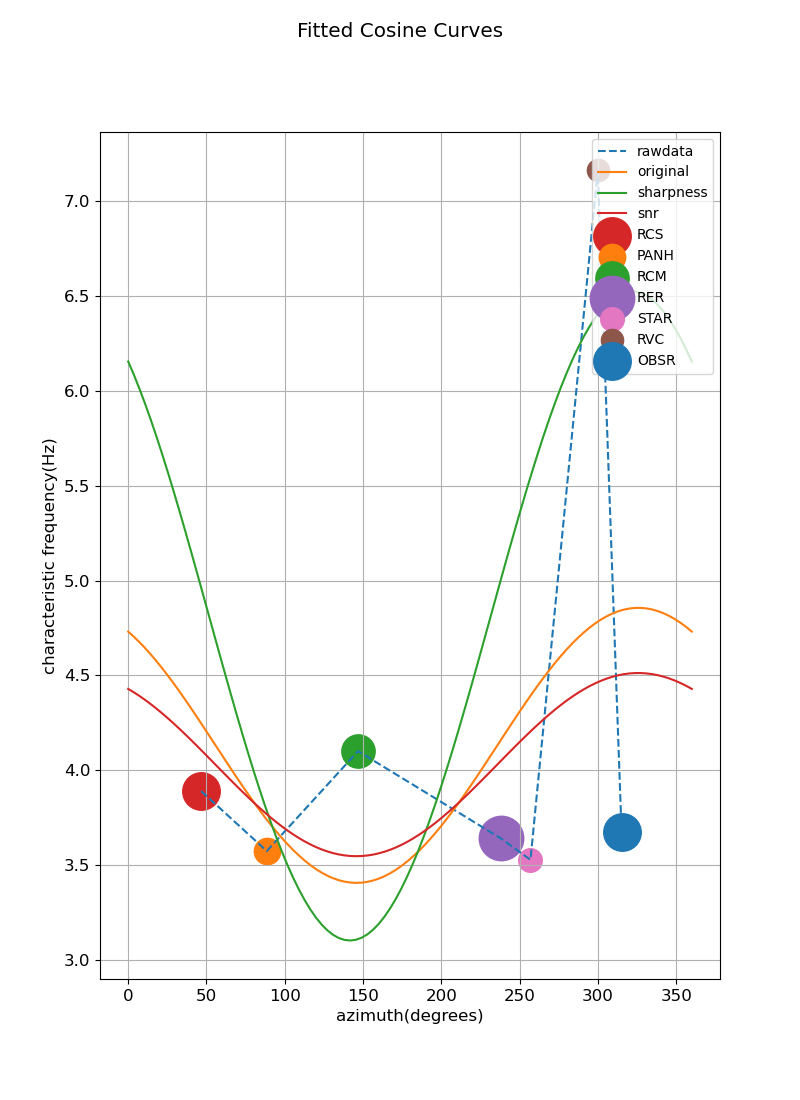 Fitted Cosine Curves
rawdata
original
sharpness
snr
RCS
PANH
RCM
RER
STAR
RVC
OBSR
characteristic frequency(Hz)
7.0
6.5
6.0
5.5
5.0
4.5
4.0
3.5
3.0
0 50 100 150 200 250 300 350
azimuth(degrees)